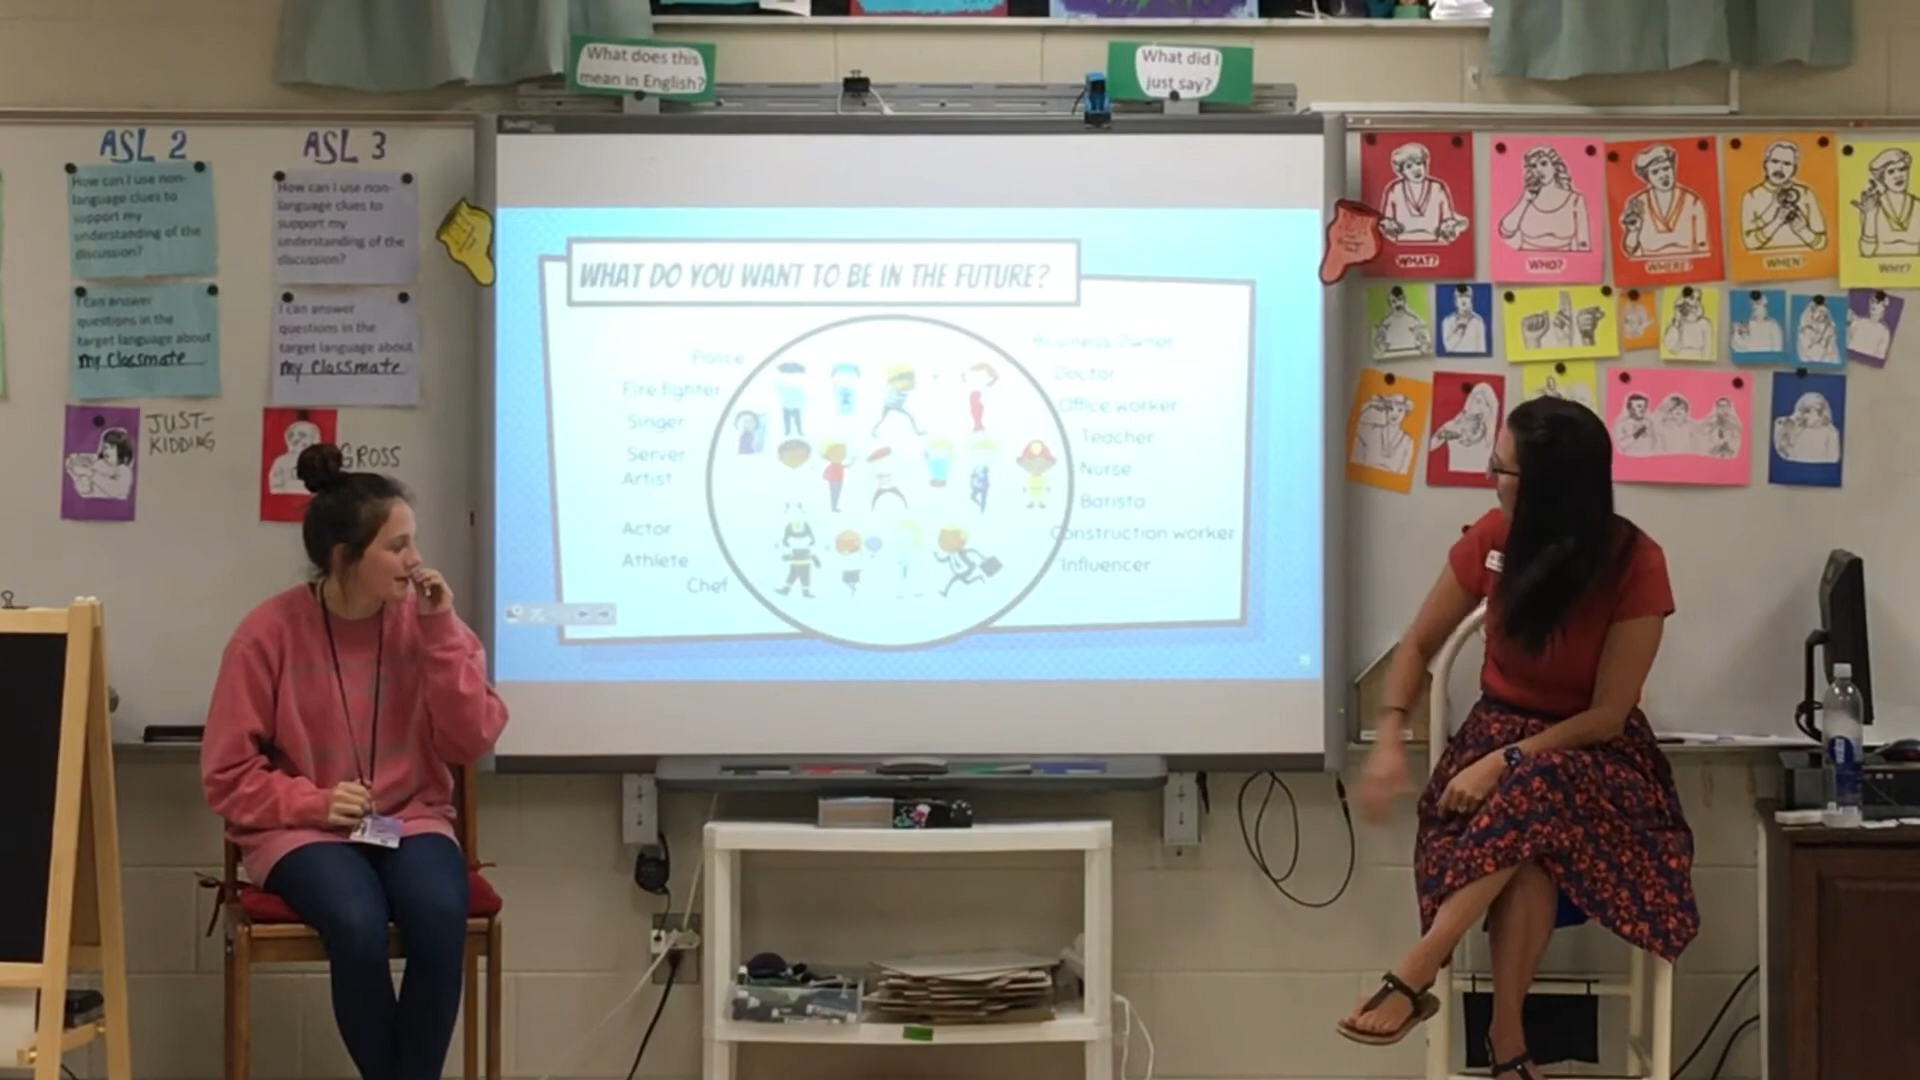 What does this
mean in English?
What did I
just say?
ASL 2
How can I use non-
language clues to
support my
understanding of the
discussion?
I can answer
questions in the
target language about
my classmate
JUST-
KIDDING
ASL 3
How can I use non-
language clues to
support my
understanding of the
discussion?
I can answer
questions in the
target language about
my classmate
GROSS
WHAT DO YOU WANT TO BE IN THE FUTURE?
Police
Fire fighter
Singer
Server
Artist
Actor
Athlete
Chef
Business Owner
Doctor
Office worker
Teacher
Nurse
Barista
Construction worker
Influencer
WHAT?
WHO?
WHERE?
WHEN?
WHY?